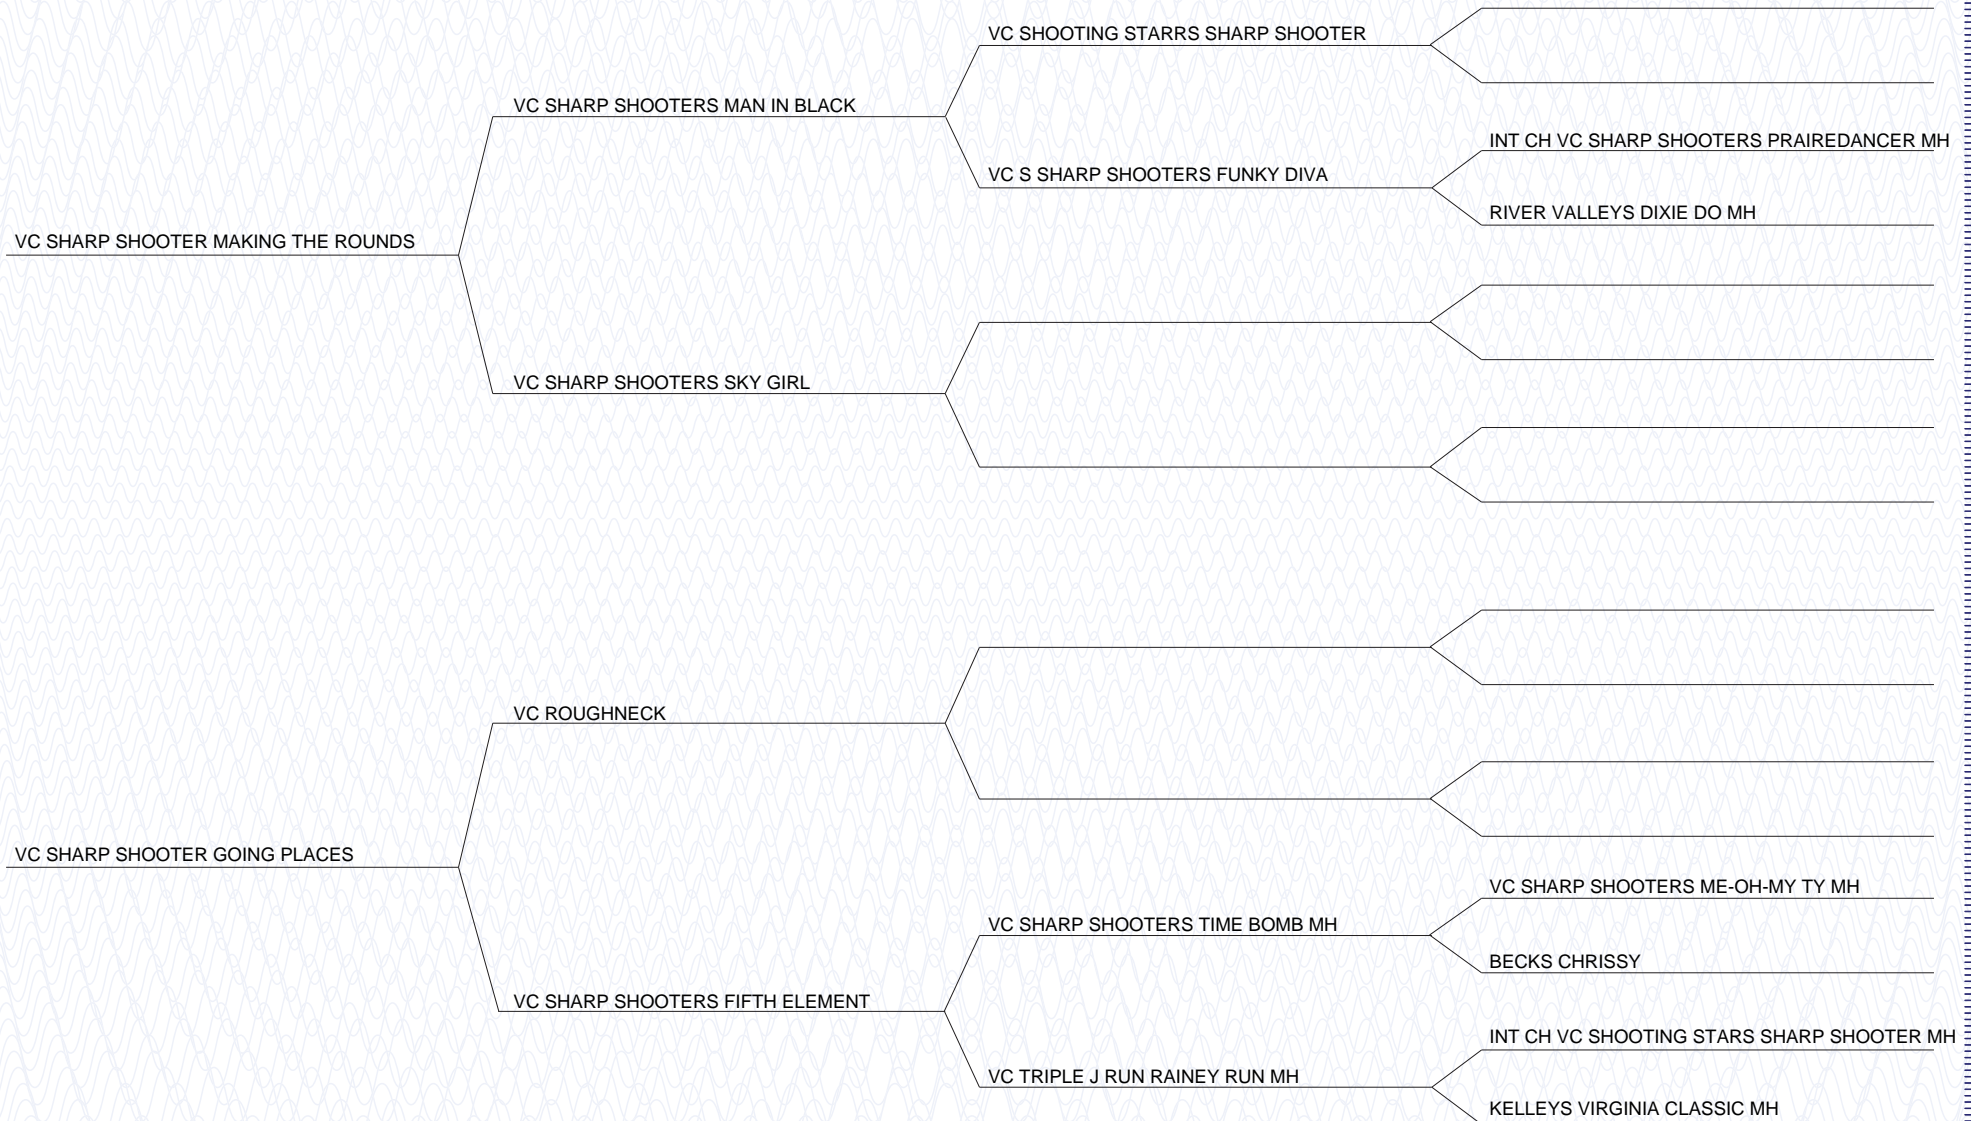 VC SHOOTING STARRS SHARP SHOOTER
VC SHARP SHOOTERS MAN IN BLACK
INT CH VC SHARP SHOOTERS PRAIREDANCER MH
VC S SHARP SHOOTERS FUNKY DIVA
RIVER VALLEYS DIXIE DO MH
VC SHARP SHOOTER MAKING THE ROUNDS
VC SHARP SHOOTERS SKY GIRL
VC ROUGHNECK
VC SHARP SHOOTER GOING PLACES
VC SHARP SHOOTERS ME-OH-MY TY MH
VC SHARP SHOOTERS TIME BOMB MH
BECKS CHRISSY
VC SHARP SHOOTERS FIFTH ELEMENT
INT CH VC SHOOTING STARS SHARP SHOOTER MH
VC TRIPLE J RUN RAINEY RUN MH
KELLEYS VIRGINIA CLASSIC MH